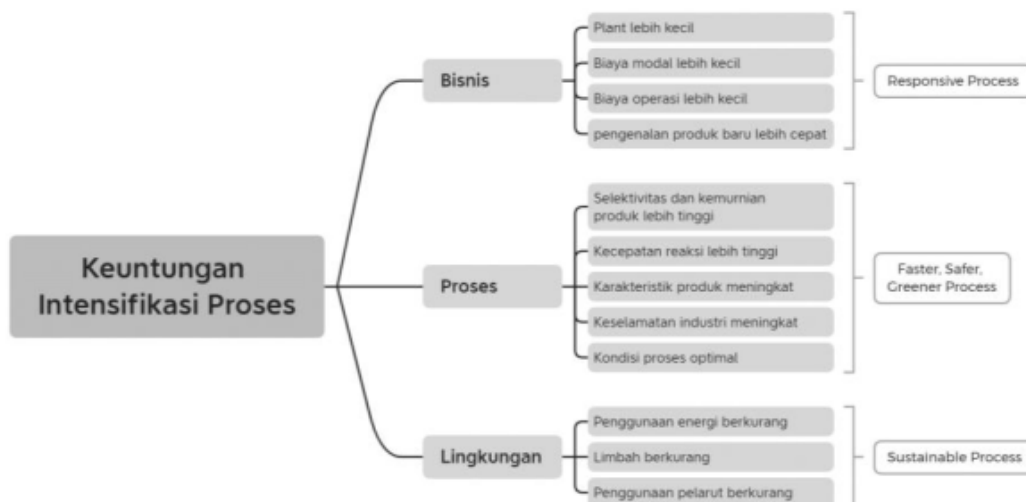 Keuntungan
Intensifikasi Proses
Bisnis
Plant lebih kecil
Biaya modal lebih kecil
Biaya operasi lebih kecil
pengenalan produk baru lebih cepat
Responsive Process
Proses
Selektivitas dan kemurnian
produk lebih tinggi
Kecepatan reaksi lebih tinggi
Karakteristik produk meningkat
Keselamatan industri meningkat
Kondisi proses optimal
Faster, Safer,
Greener Process
Lingkungan
Penggunaan energi berkurang
Limbah berkurang
Penggunaan pelarut berkurang
Sustainable Process